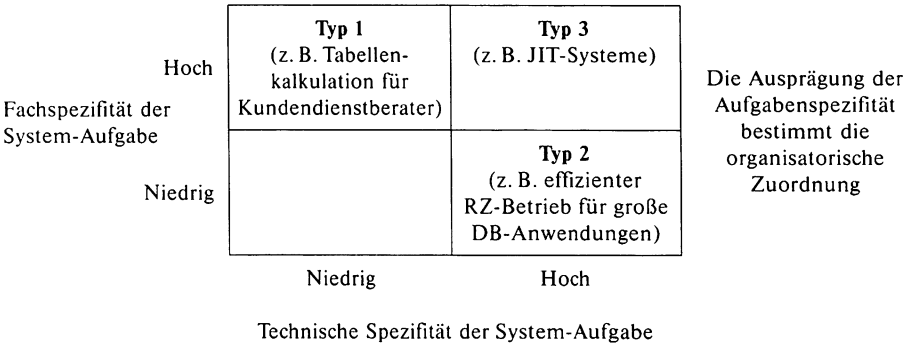 Typ 1
(z. B. Tabellen-
kalkulation für
Kundendienstberater)
Typ 3
(z. B. JIT-Systeme)
Hoch
Fachspezifität der
System-Aufgabe
Niedrig
Typ 2
(z. B. effizienter
RZ-Betrieb für große
DB-Anwendungen)
Die Ausprägung der
Aufgabenspezifität
bestimmt die
organisatorische
Zuordnung
Niedrig
Hoch
Technische Spezifität der System-Aufgabe